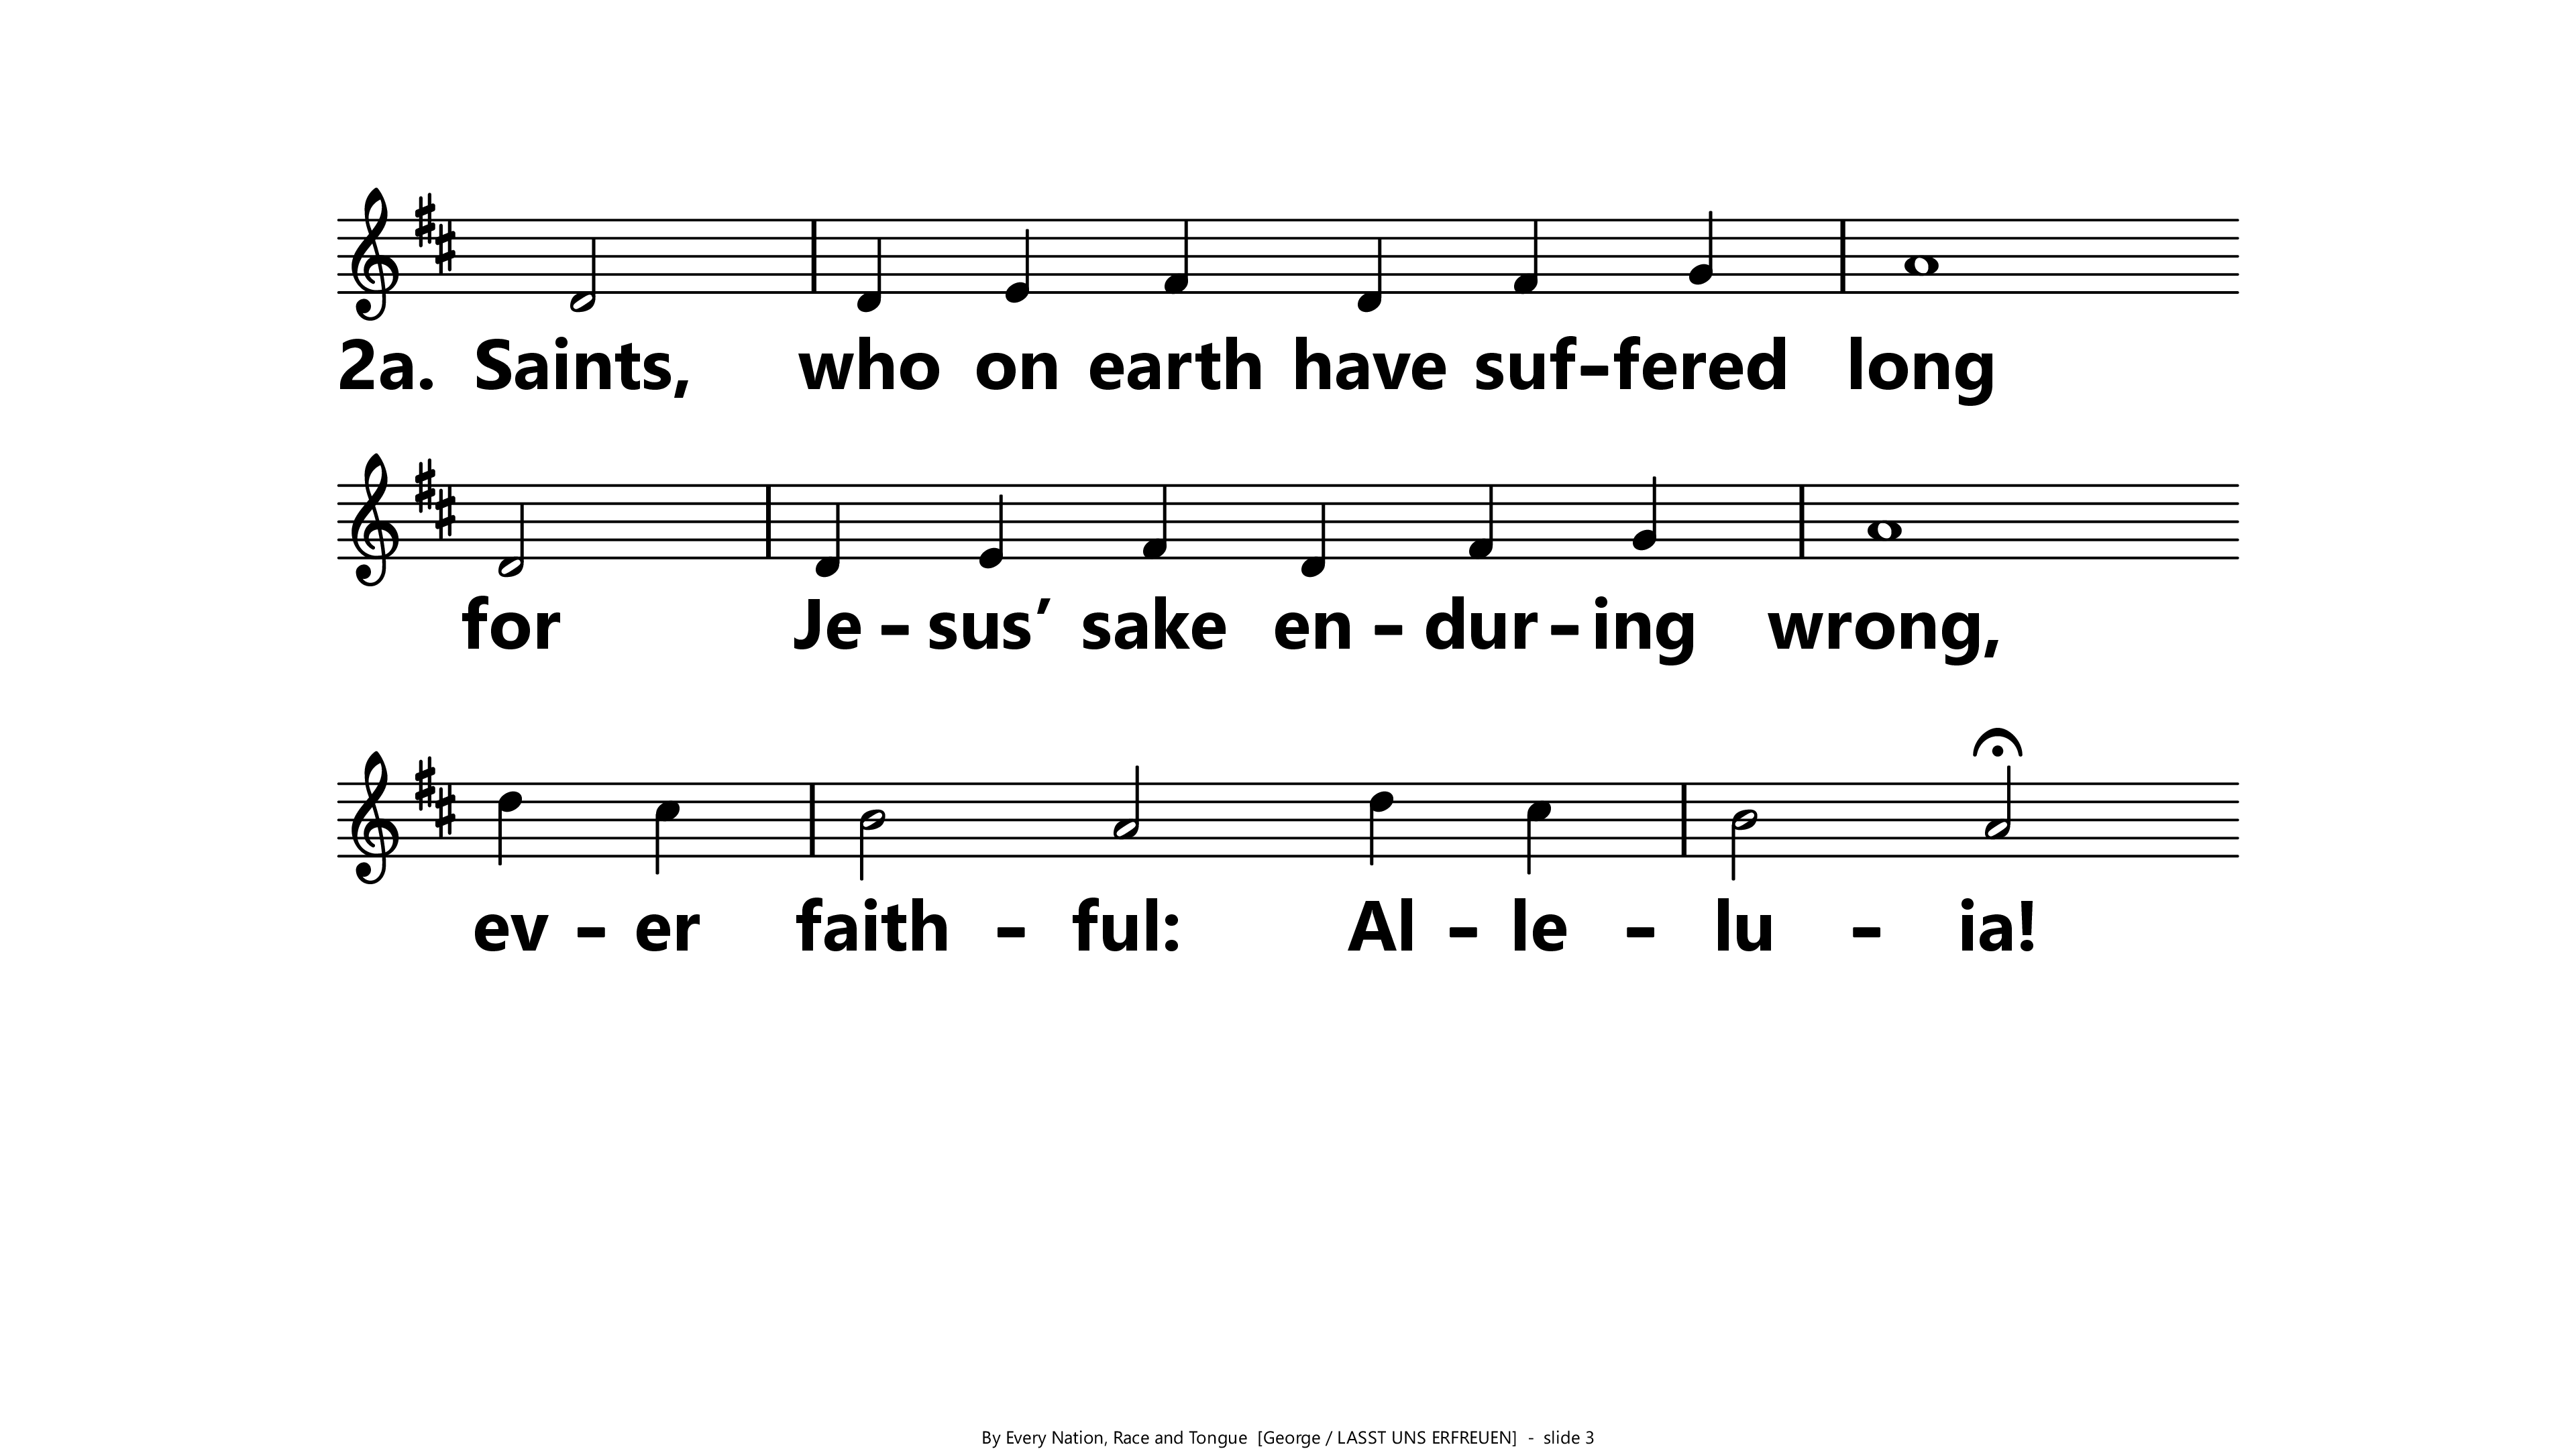 2a. Saints, who on earth have suf-fered long
for Je-sus’ sake en-dur-ing wrong,
ev-er faith-ful: Al-le-lu-ia!
By Every Nation, Race and Tongue [George / LASST UNS ERFREUEN] - slide 3